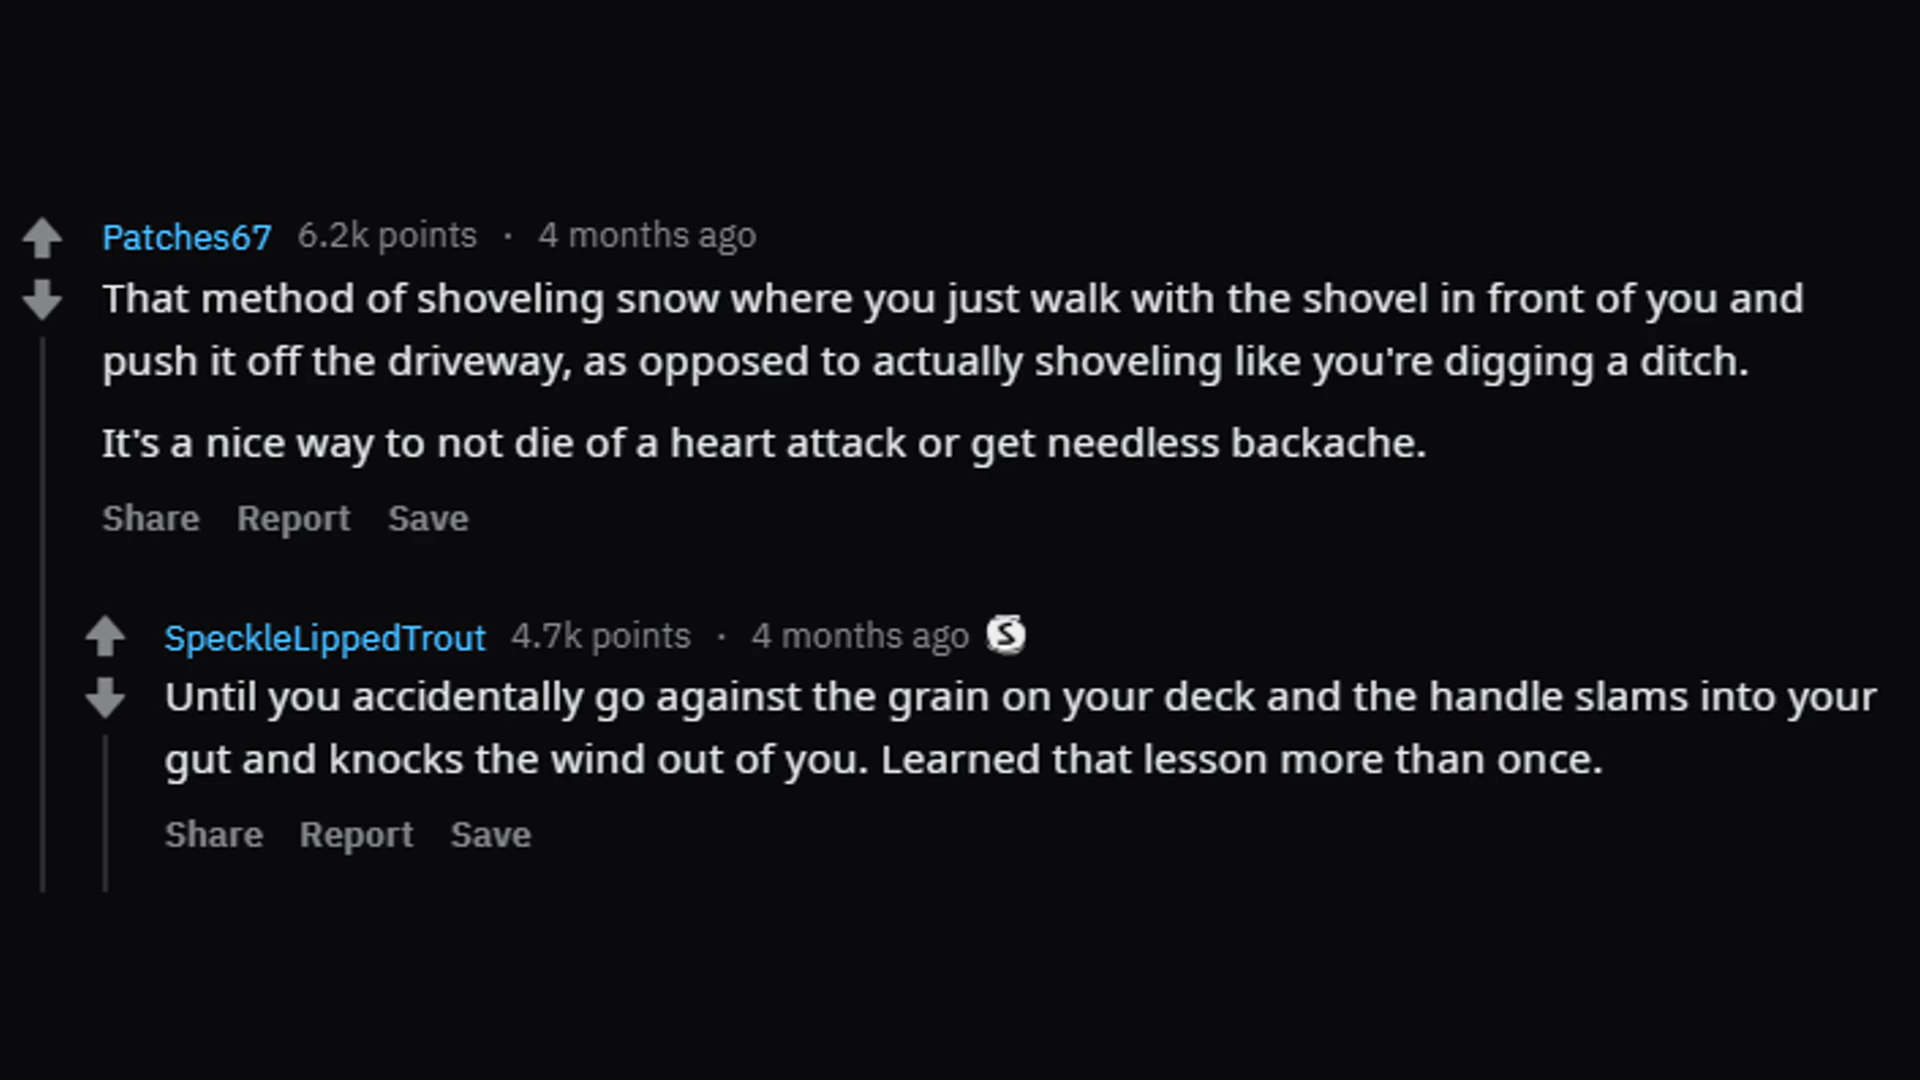 Patches67 6.2k points · 4 months ago
That method of shoveling snow where you just walk with the shovel in front of you and
push it off the driveway, as opposed to actually shoveling like you're digging a ditch.
It's a nice way to not die of a heart attack or get needless backache.
Share Report Save
SpeckleLippedTrout 4.7k points · 4 months ago S
Until you accidentally go against the grain on your deck and the handle slams into your
gut and knocks the wind out of you. Learned that lesson more than once.
Share Report Save